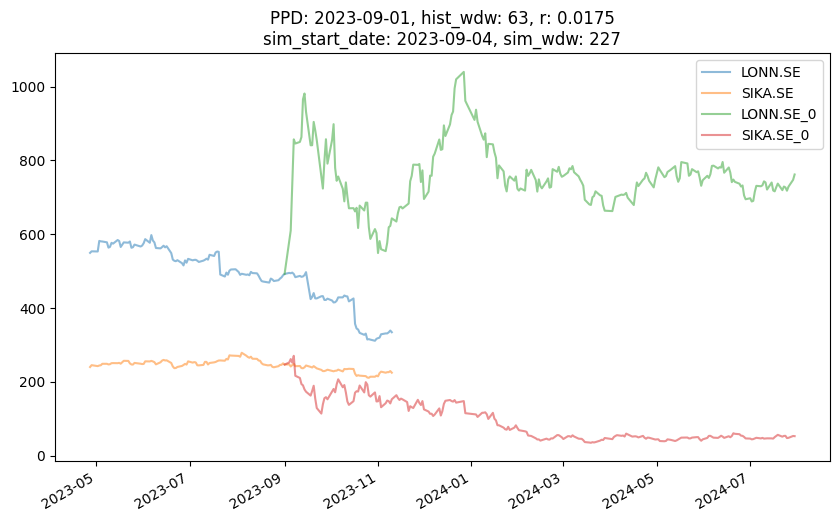 PPD: 2023-09-01, hist_wdw: 63, r: 0.0175
sim_start_date: 2023-09-04, sim_wdw: 227
LONN.SE
SIKA.SE
LONN.SE_0
SIKA.SE_0
1000
800
600
400
200
0
2023-05
2023-07
2023-09
2023-11
2024-01
2024-03
2024-05
2024-07